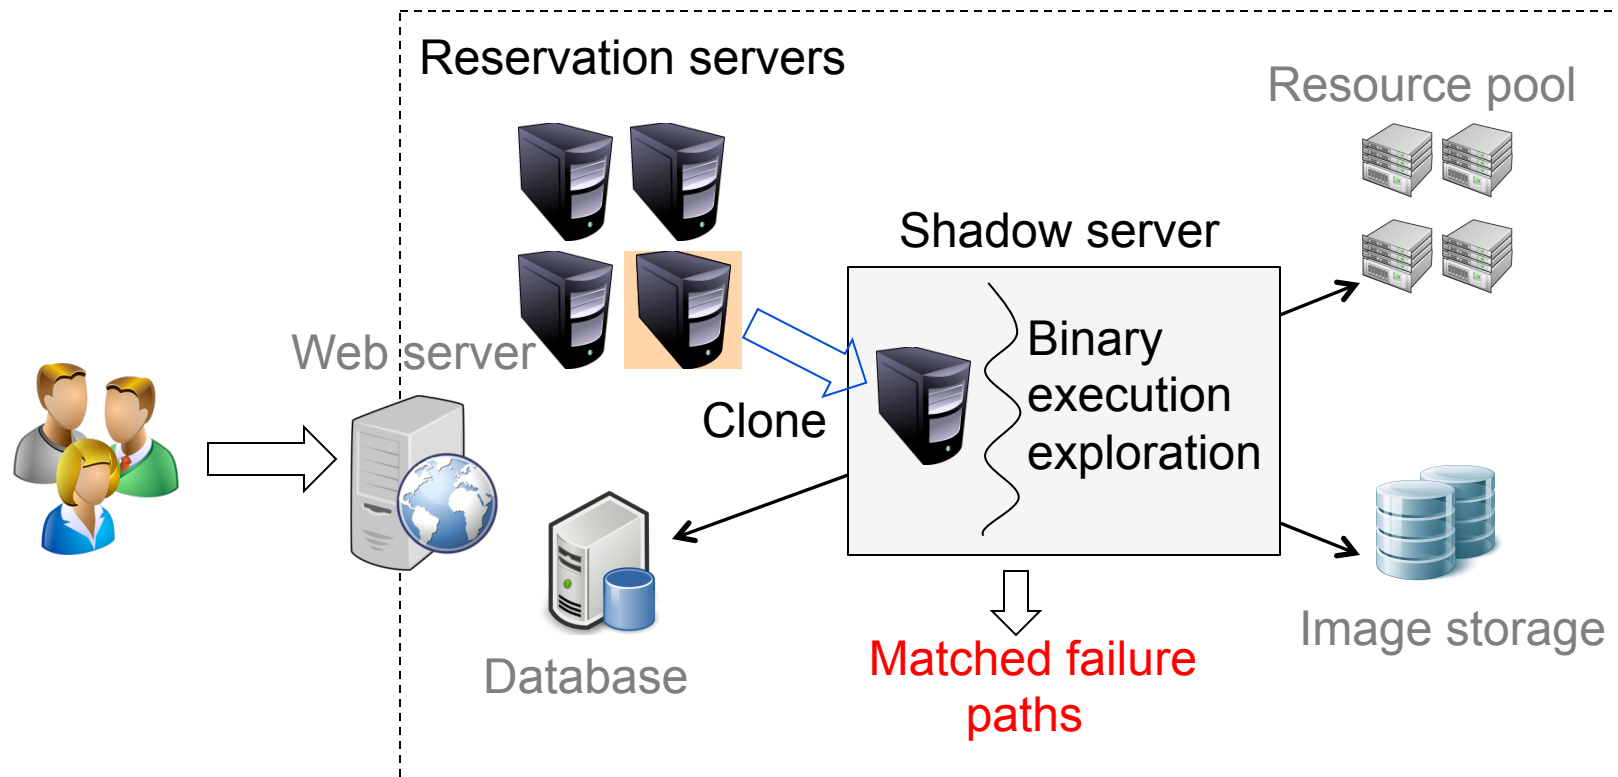 Reservation servers
Resource pool
Shadow server
Web server
Binary
execution
exploration
Clone
Image storage
Database
Matched failure
paths